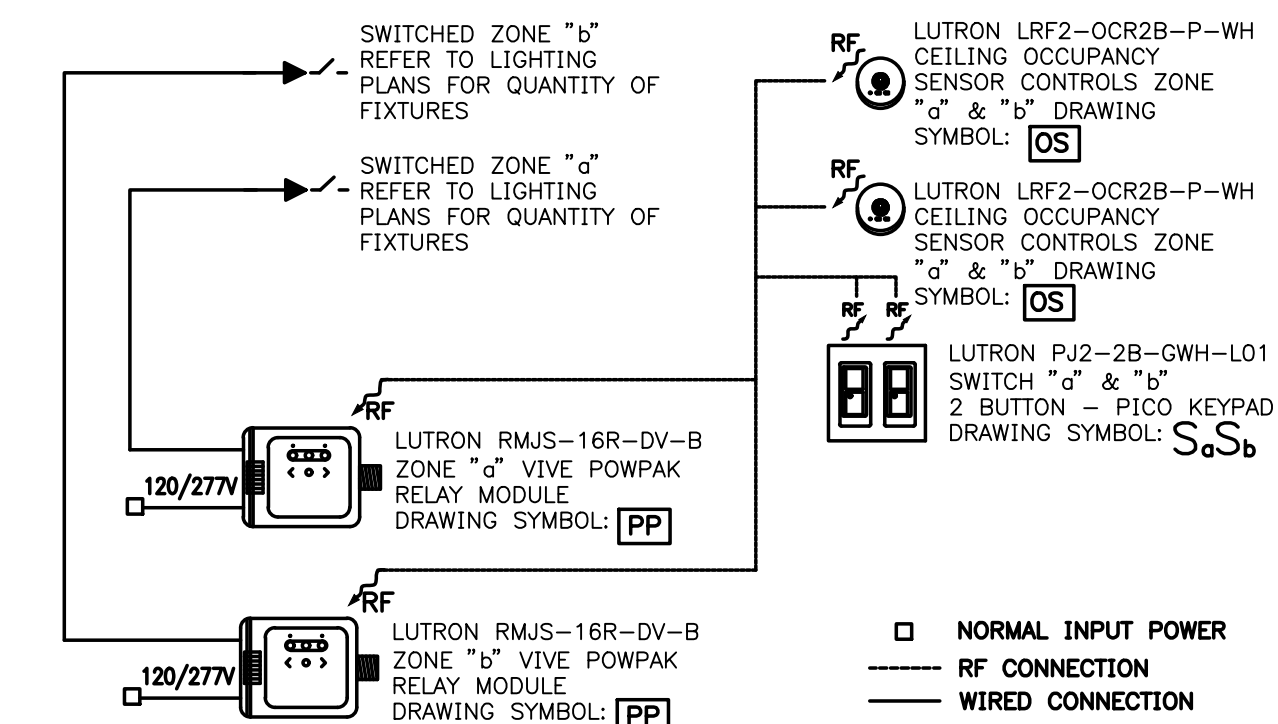 SWITCHED ZONE "b"
REFER TO LIGHTING
PLANS FOR QUANTITY OF
FIXTURES
SWITCHED ZONE "a"
REFER TO LIGHTING
PLANS FOR QUANTITY OF
FIXTURES
RF
LUTRON LRF2-OCR2B-P-WH
CEILING OCCUPANCY
SENSOR CONTROLS ZONE
"a" & "b" DRAWING
SYMBOL: OS
RF
LUTRON LRF2-OCR2B-P-WH
CEILING OCCUPANCY
SENSOR CONTROLS ZONE
"a" & "b" DRAWING
SYMBOL: OS
RF RF
LUTRON PJ2-2B-GWH-L01
SWITCH "a" & "b"
2 BUTTON - PICO KEYPAD
DRAWING SYMBOL: SaSb
RF
120/277V
LUTRON RMJS-16R-DV-B
ZONE "a" VIVE POWPAK
RELAY MODULE
DRAWING SYMBOL: PP
RF
120/277V
LUTRON RMJS-16R-DV-B
ZONE "b" VIVE POWPAK
RELAY MODULE
DRAWING SYMBOL: PP
NORMAL INPUT POWER
RF CONNECTION
WIRED CONNECTION